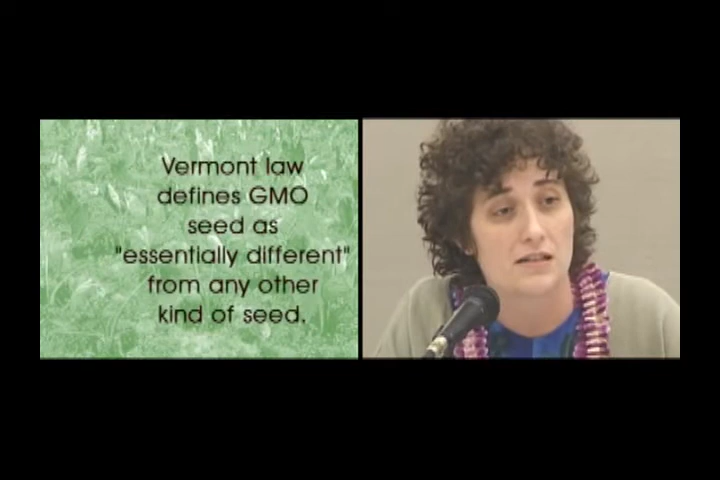 Vermont law
defines GMO
seed as
"essentially different"
from any other
kind of seed.